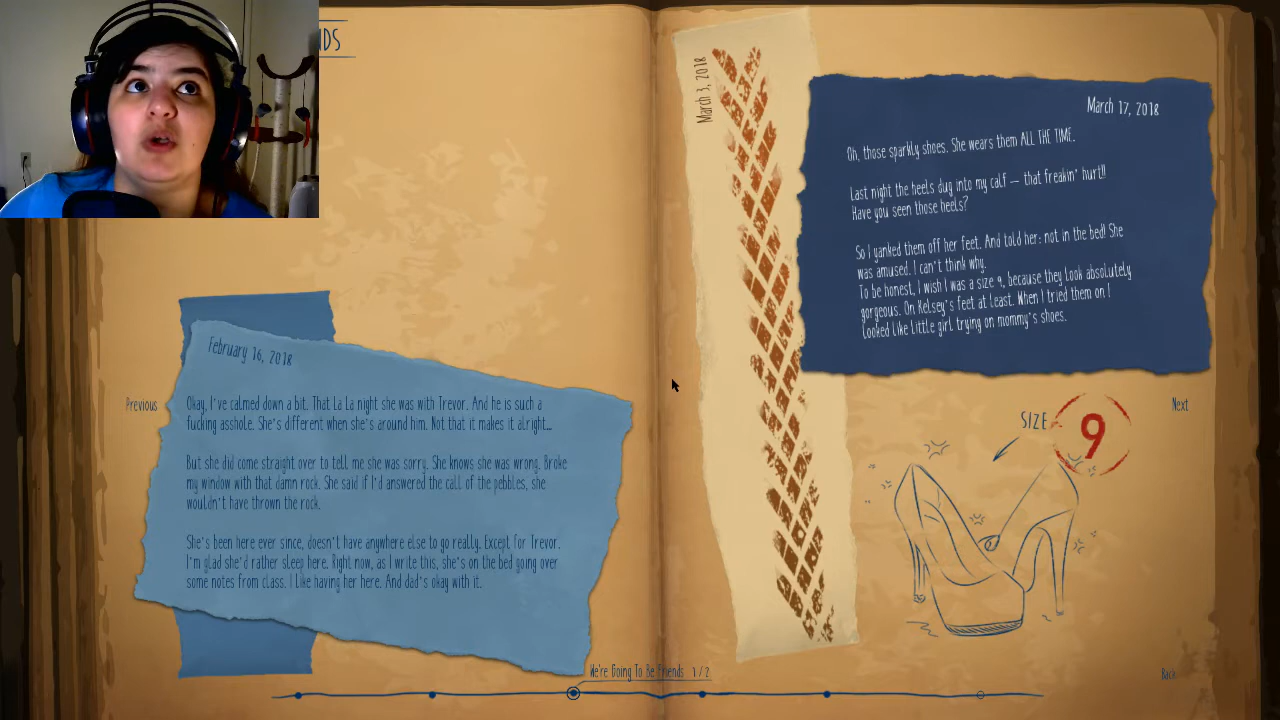 NDS
February 16, 2018
Okay, I've calmed down a bit. That La La night she was with Trevor. And he is such a
fucking asshole. She's different when she's around him. Not that it makes it alright...
But she did come straight over to tell me she was sorry. She knows she was wrong. Broke
my window with that damn rock. She said if I'd answered the call of the pebbles, she
wouldn't have thrown the rock.
She's been here ever since, doesn't have anywhere else to go really. Except for Trevor.
I'm glad she'd rather sleep here. Right now, as I write this, she's on the bed going over
some notes from class. I like having her here. And dad's okay with it.
Previous
March 3, 2018
March 17, 2018
Oh, those sparkly shoes. She wears them ALL THE TIME.
Last night the heels dug into my calf – that freakin' hurt!!
Have you seen those heels?
So I yanked them off her feet. And told her: not in the bed! She
was amused. I can't think why.
To be honest, I wish I was a size 9, because they look absolutely
gorgeous. On Kelsey's feet at least. When I tried them on I
looked like little girl trying on mommy's shoes.
SIZE 9
Next
We're Going To Be Friends 1 / 2
Back